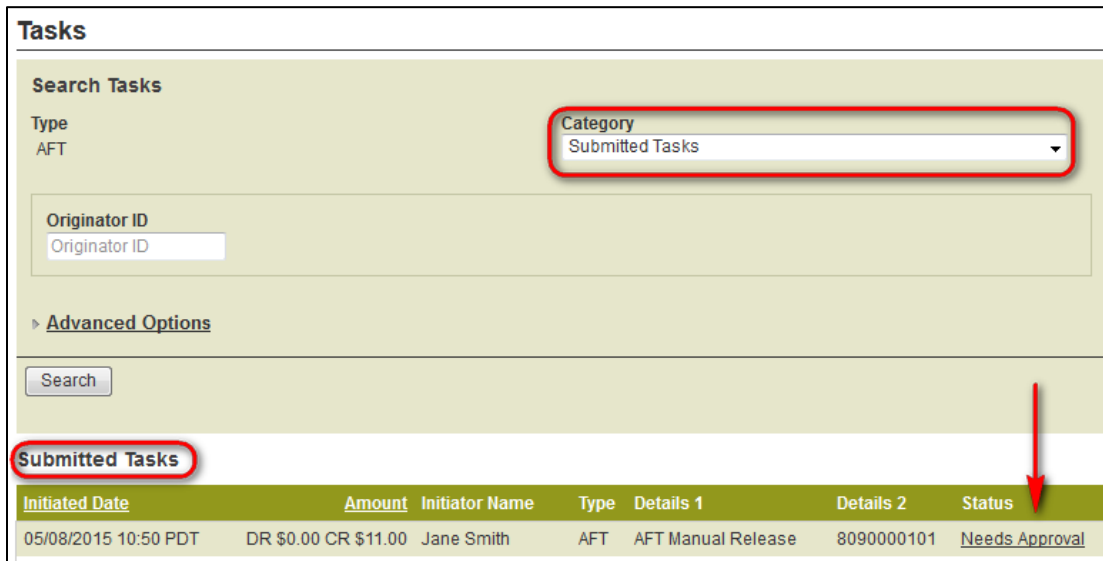 Tasks
Search Tasks
Type Category
AFT Submitted Tasks
Originator ID
Originator ID
Advanced Options
Search
Submitted Tasks
Initiated Date Amount Initiator Name Type Details 1 Details 2 Status
05/08/2015 10:50 PDT DR $0.00 CR $11.00 Jane Smith AFT AFT Manual Release 8090000101 Needs Approval